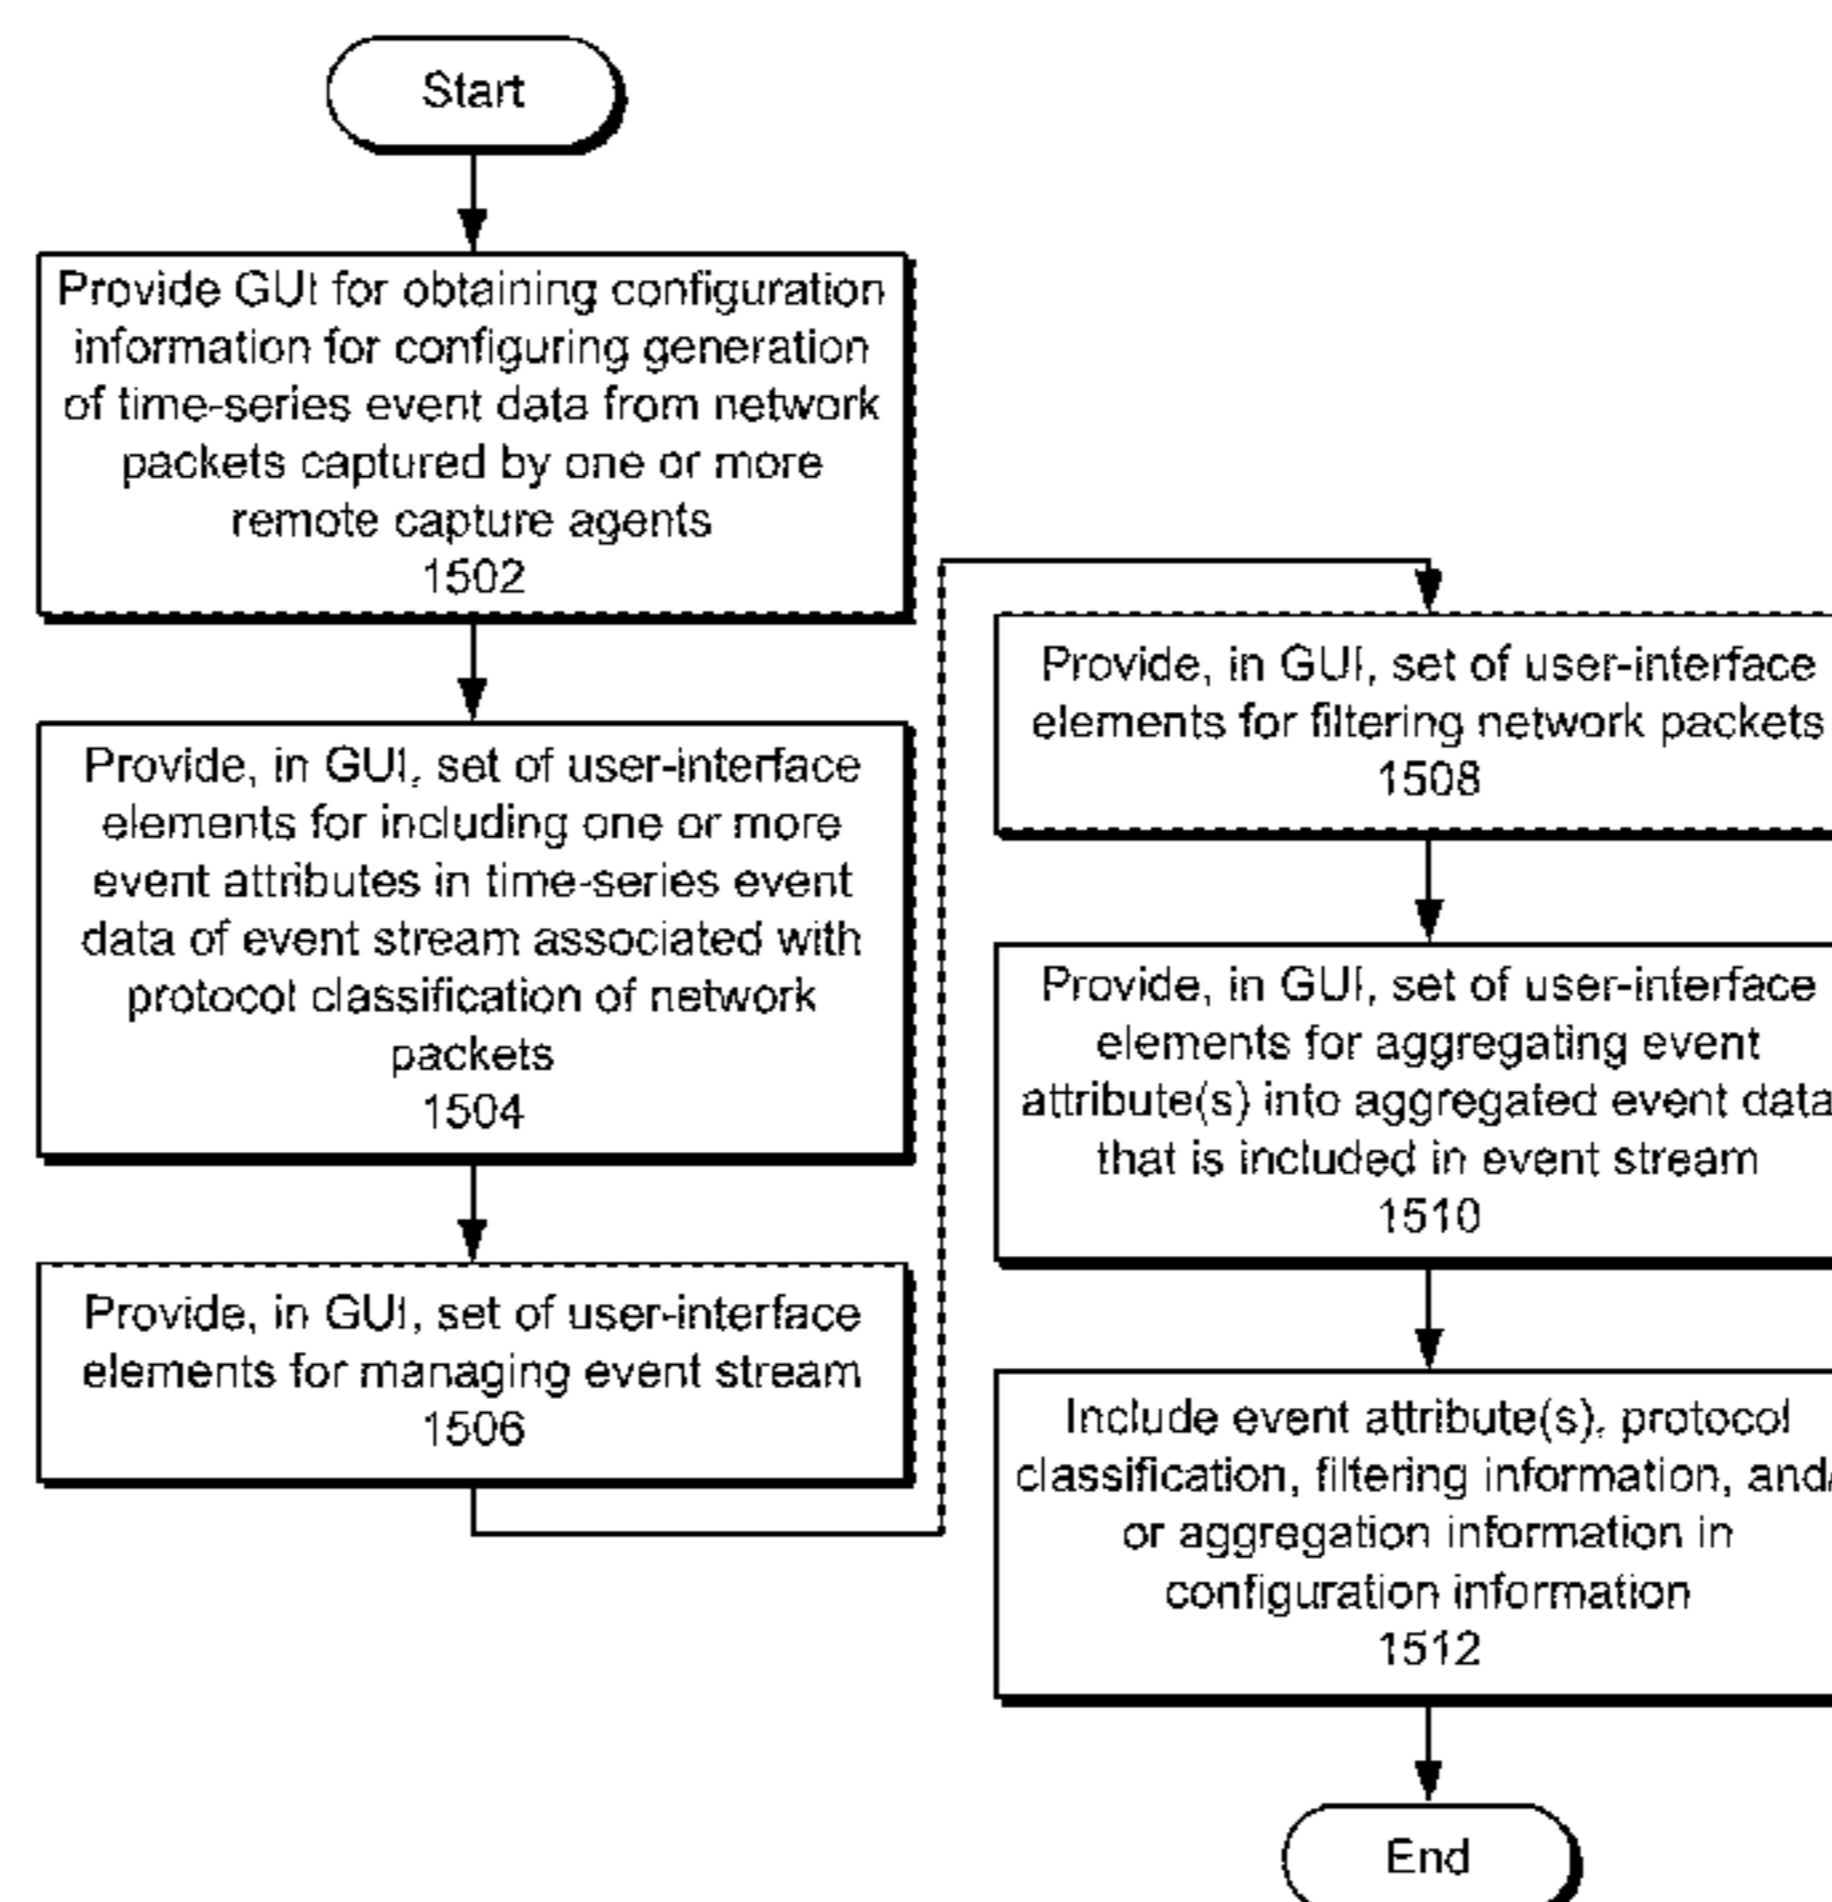 Start
Provide GUI for obtaining configuration
information for configuring generation
of time-series event data from network
packets captured by one or more
remote capture agents
1502
Provide, in GUI, set of user-interface
elements for including one or more
event attributes in time-series event
data of event stream associated with
protocol classification of network
packets
1504
Provide, in GUI, set of user-interface
elements for managing event stream
1506
Provide, in GUI, set of user-interface
elements for filtering network packets
1508
Provide, in GUI, set of user-interface
elements for aggregating event
attribute(s) into aggregated event data
that is included in event stream
1510
Include event attribute(s), protocol
classification, filtering information, and/
or aggregation information in
configuration information
1512
End